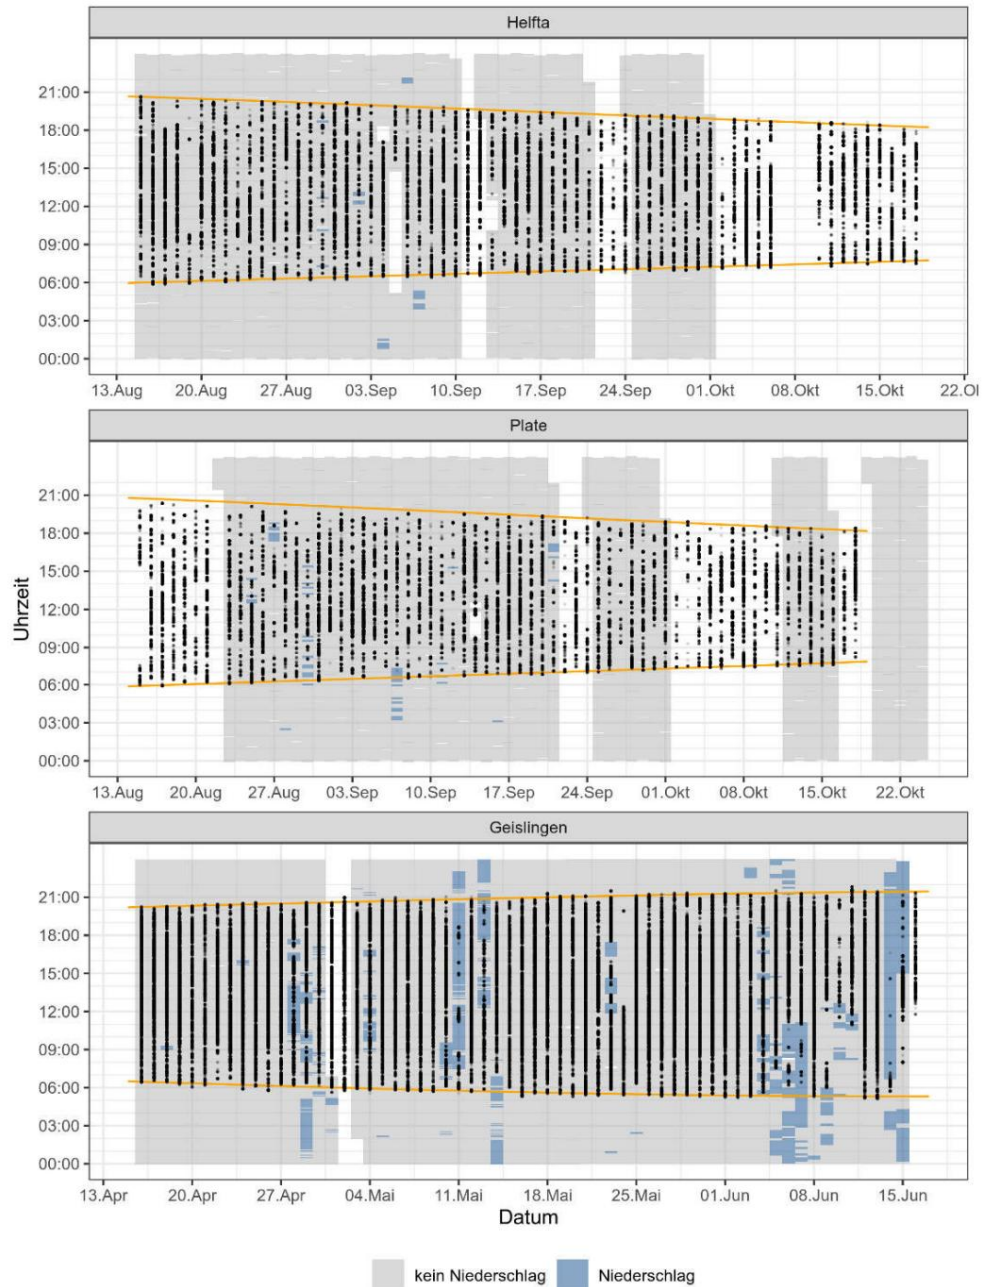 Helfta
21:00
18:00
15:00
12:00
09:00
06:00
03:00
00:00
13.Aug 20.Aug 27.Aug 03.Sep 10.Sep 17.Sep 24.Sep 01.Okt 08.Okt 15.Okt 22.Ol
Plate
21:00
18:00
15:00
12:00
09:00
06:00
03:00
00:00
13.Aug 20.Aug 27.Aug 03.Sep 10.Sep 17.Sep 24.Sep 01.Okt 08.Okt 15.Okt 22.Okt
Uhrzeit
Geislingen
21:00
18:00
15:00
12:00
09:00
06:00
03:00
00:00
13.Apr 20.Apr 27.Apr 04.Mai 11.Mai 18.Mai 25.Mai 01.Jun 08.Jun 15.Jun
Datum
kein Niederschlag Niederschlag